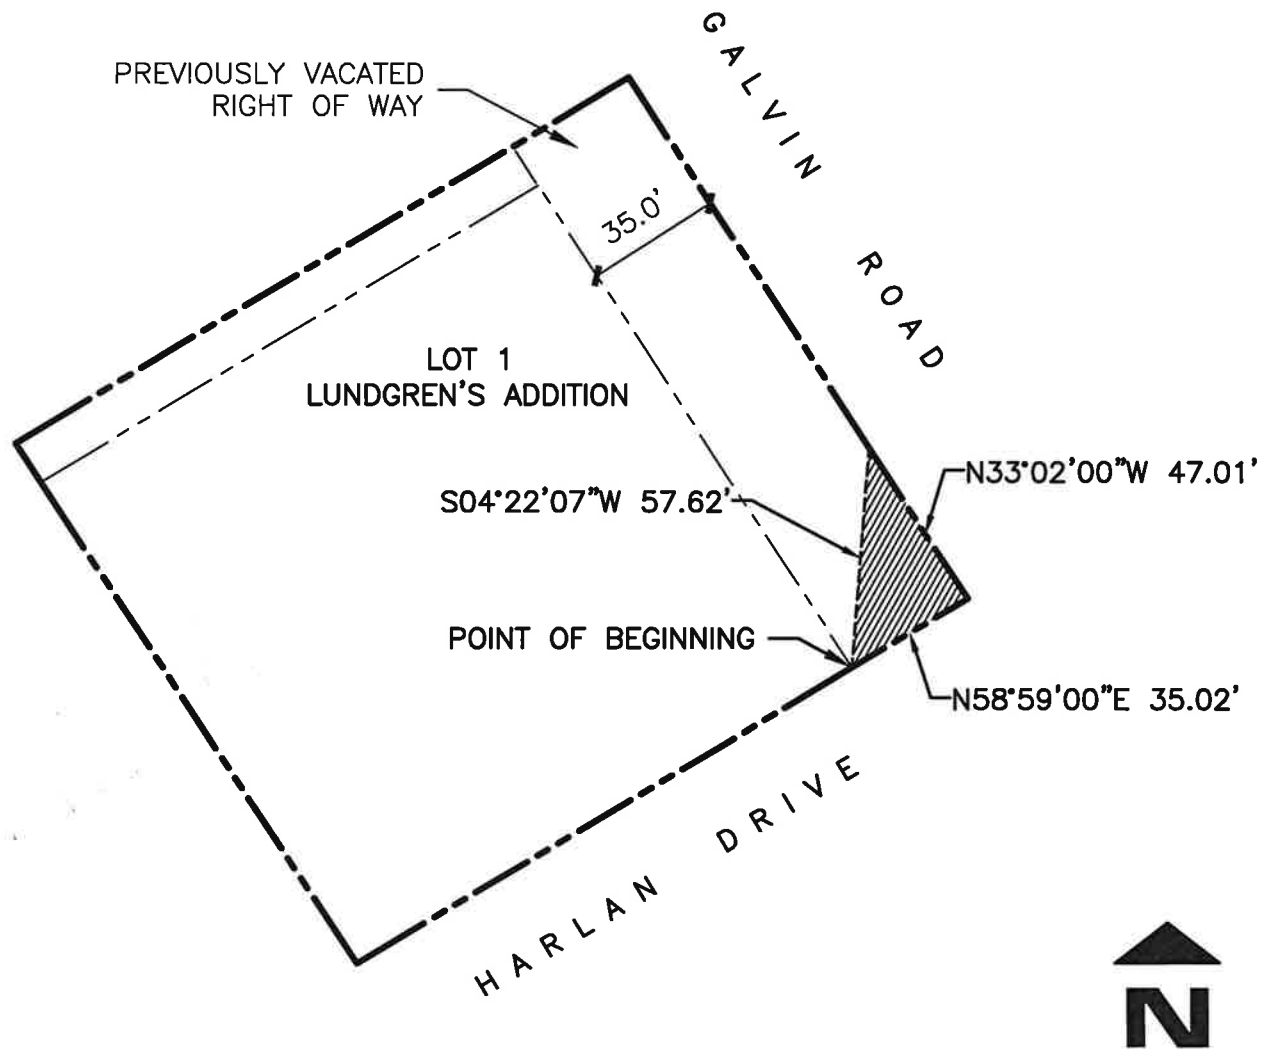 GALVIN ROAD
PREVIOUSLY VACATED
RIGHT OF WAY
35.0'
LOT 1
LUNDGREN'S ADDITION
N33°02'00"W 47.01'
S04°22'07"W 57.62'
POINT OF BEGINNING
N58°59'00"E 35.02'
HARLAN DRIVE
N